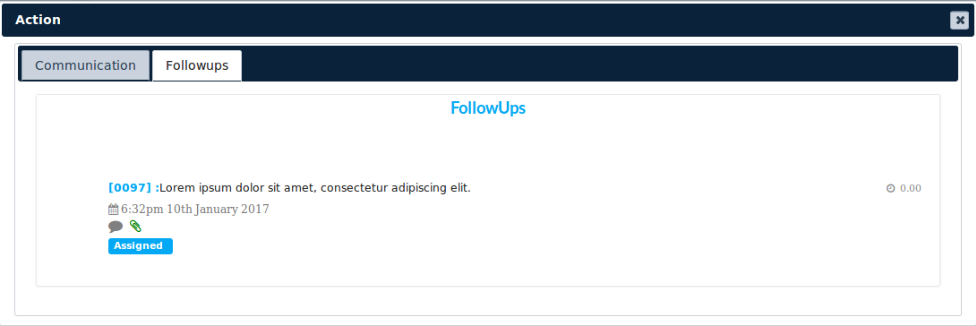 Action
Communication
Followups
FollowUps
[0097] :Lorem ipsum dolor sit amet, consectetur adipiscing elit.
0.00
6:32pm 10th January 2017
Assigned